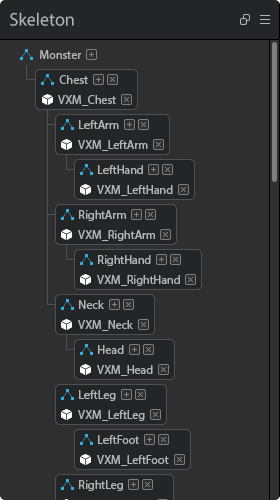 Skeleton
Monster
Chest
VXM_Chest
LeftArm
VXM_LeftArm
LeftHand
VXM_LeftHand
RightArm
VXM_RightArm
RightHand
VXM_RightHand
Neck
VXM_Neck
Head
VXM_Head
LeftLeg
VXM_LeftLeg
LeftFoot
VXM_LeftFoot
RightLeg